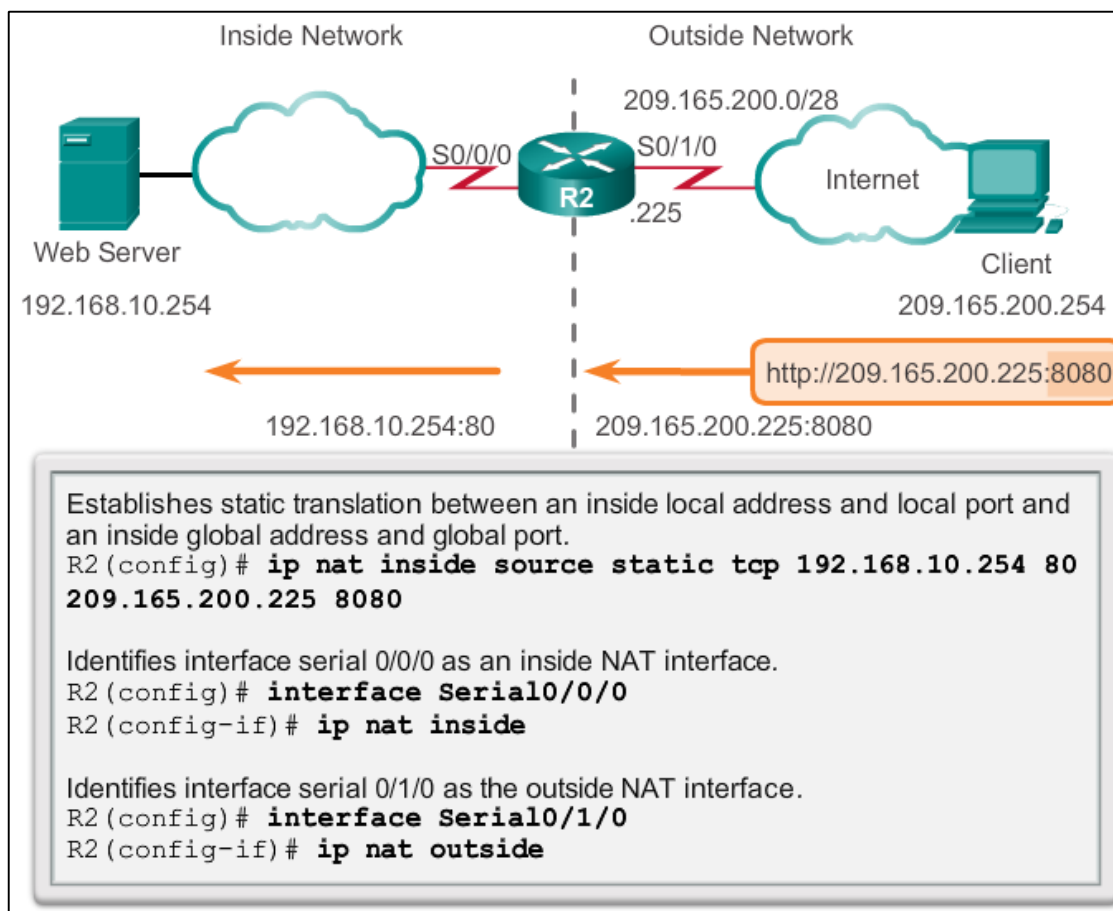 Inside Network
Outside Network
209.165.200.0/28
S0/0/0
S0/1/0
Internet
R2
.225
Web Server
Client
192.168.10.254
209.165.200.254
http://209.165.200.225:8080
192.168.10.254:80
209.165.200.225:8080
Establishes static translation between an inside local address and local port and
an inside global address and global port.
R2(config)# ip nat inside source static tcp 192.168.10.254 80
209.165.200.225 8080
Identifies interface serial 0/0/0 as an inside NAT interface.
R2(config)# interface Serial0/0/0
R2(config-if)# ip nat inside
Identifies interface serial 0/1/0 as the outside NAT interface.
R2(config)# interface Serial0/1/0
R2(config-if)# ip nat outside